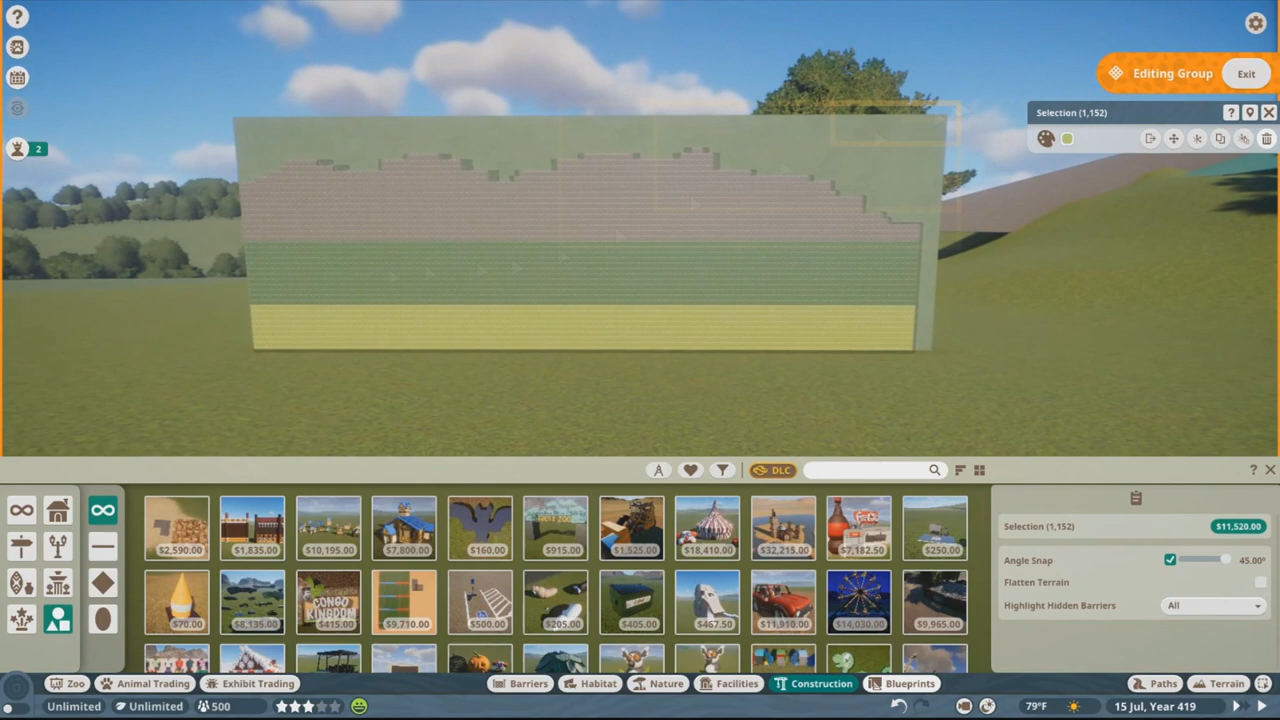 ?
Editing Group
Exit
Selection (1,152)
?
2
DLC
?
$2,590.00
$1,835.00
$10,195.00
$7,800.00
$160.00
$915.00
$1,525.00
$18,410.00
$32,215.00
$7,182.50
$250.00
$70.00
$8,135.00
CONGO
KINGDOM
$415.00
$9,710.00
$500.00
$205.00
$405.00
$467.50
$11,910.00
$14,030.00
$9,965.00
Selection (1,152)
$11,520.00
Angle Snap
45.00°
Flatten Terrain
Highlight Hidden Barriers
All
Zoo
Animal Trading
Exhibit Trading
Barriers
Habitat
Nature
Facilities
Construction
Blueprints
Paths
Terrain
Unlimited
Unlimited
500
79°F
15 Jul, Year 419